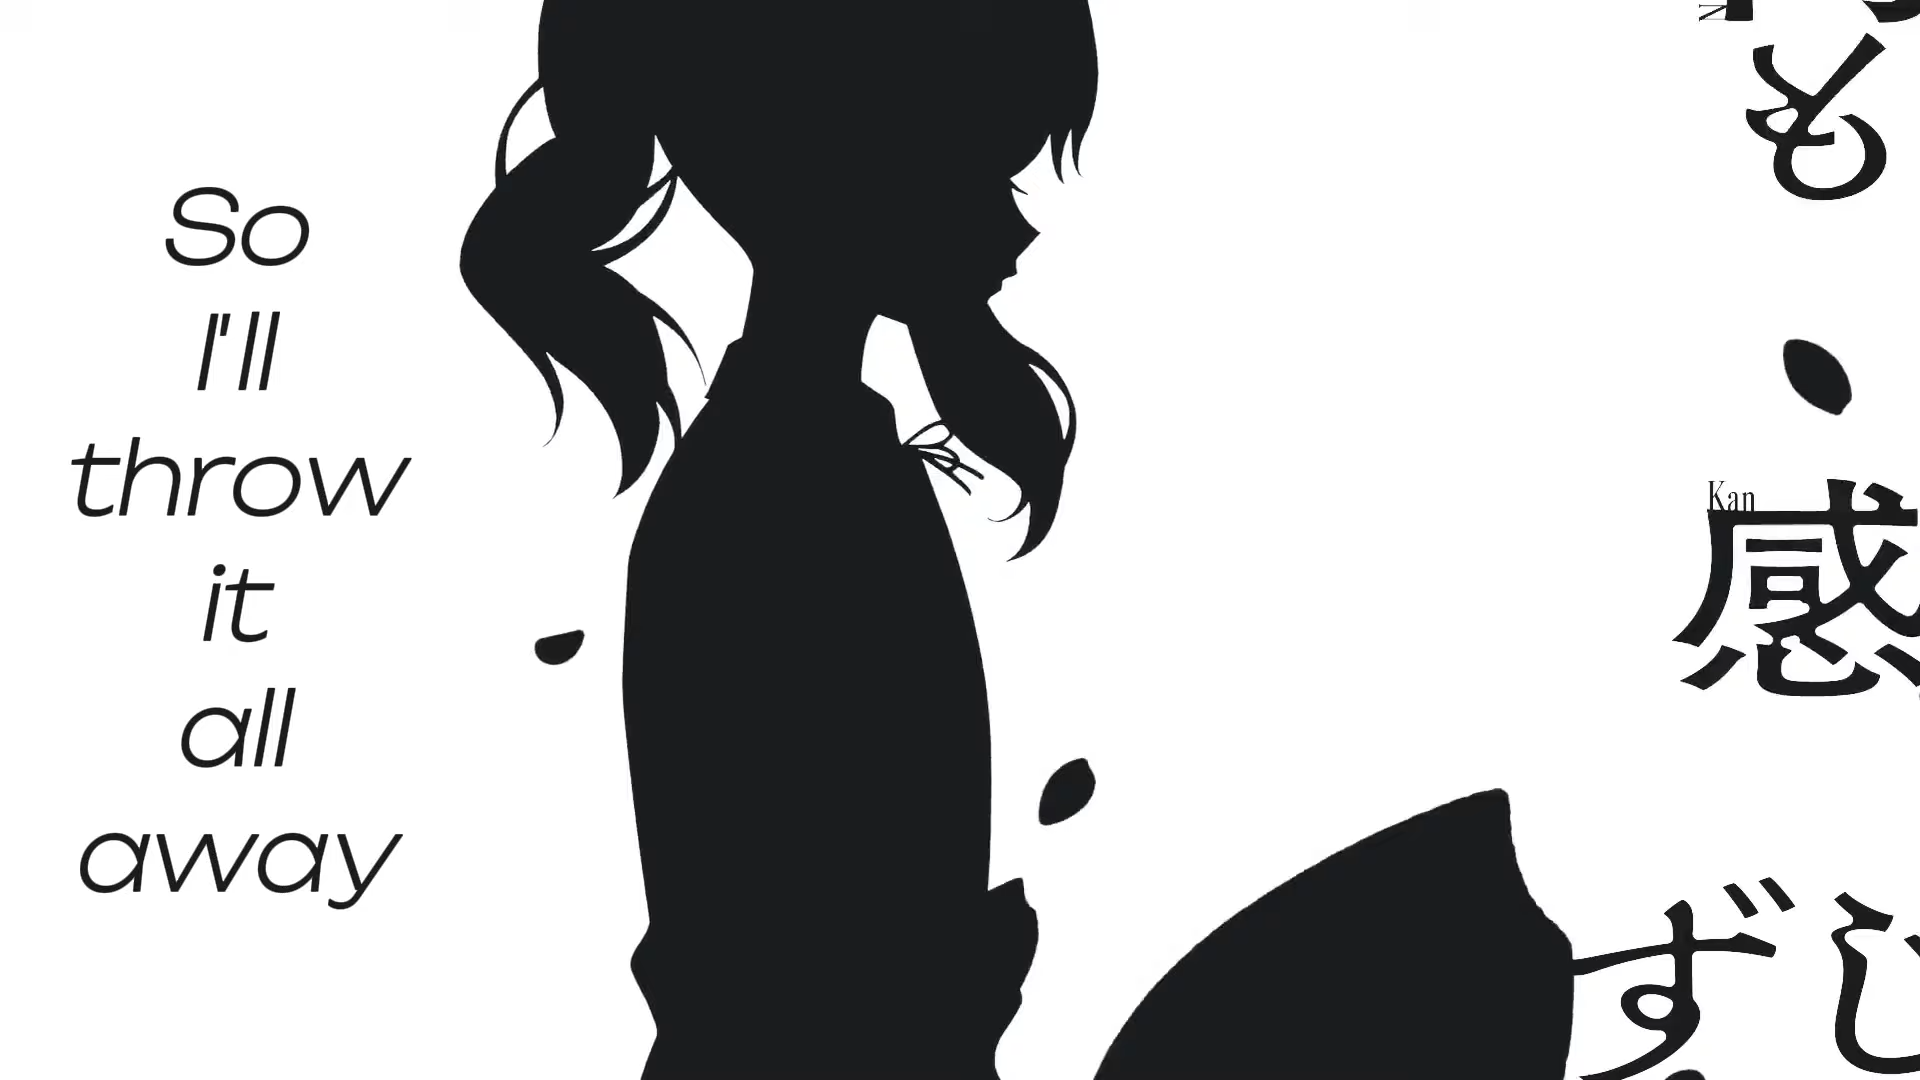 So
I'll
throw
it
all
away
も
Kan
感
ず
じ